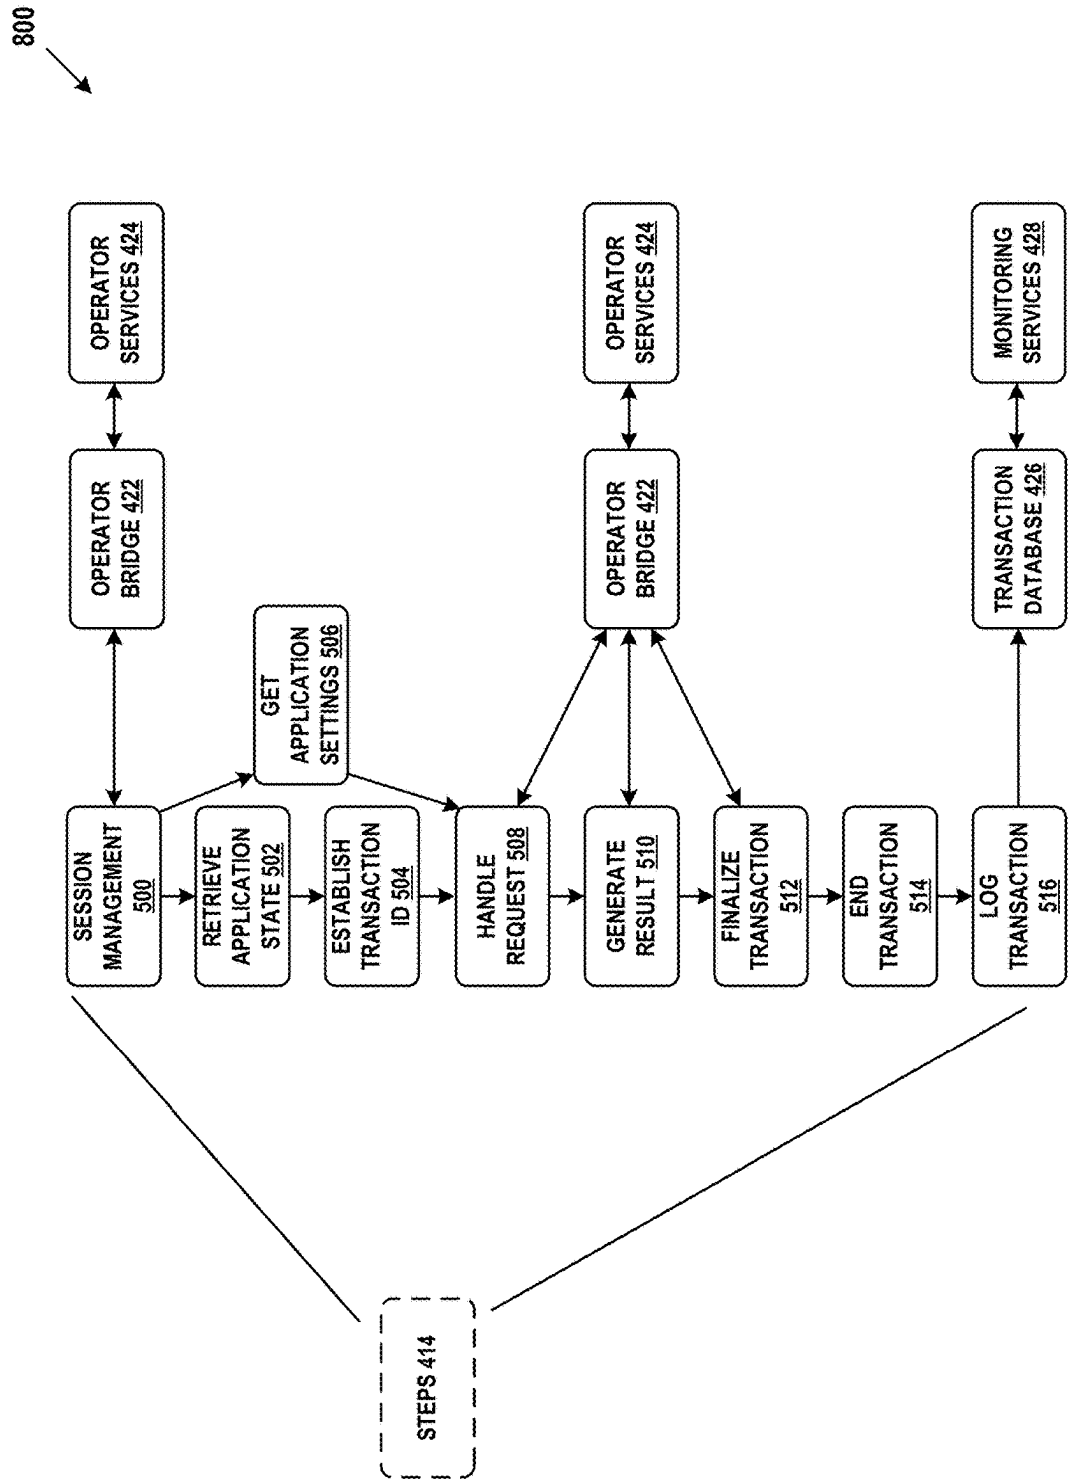 800
OPERATOR
SERVICES 424
OPERATOR
SERVICES 424
MONITORING
SERVICES 428
OPERATOR
BRIDGE 422
OPERATOR
BRIDGE 422
TRANSACTION
DATABASE 426
GET
APPLICATION
SETTINGS 506
SESSION
MANAGEMENT
500
RETRIEVE
APPLICATION
STATE 502
ESTABLISH
TRANSACTION
ID 504
HANDLE
REQUEST 508
GENERATE
RESULT 510
FINALIZE
TRANSACTION
512
END
TRANSACTION
514
LOG
TRANSACTION
516
STEPS 414